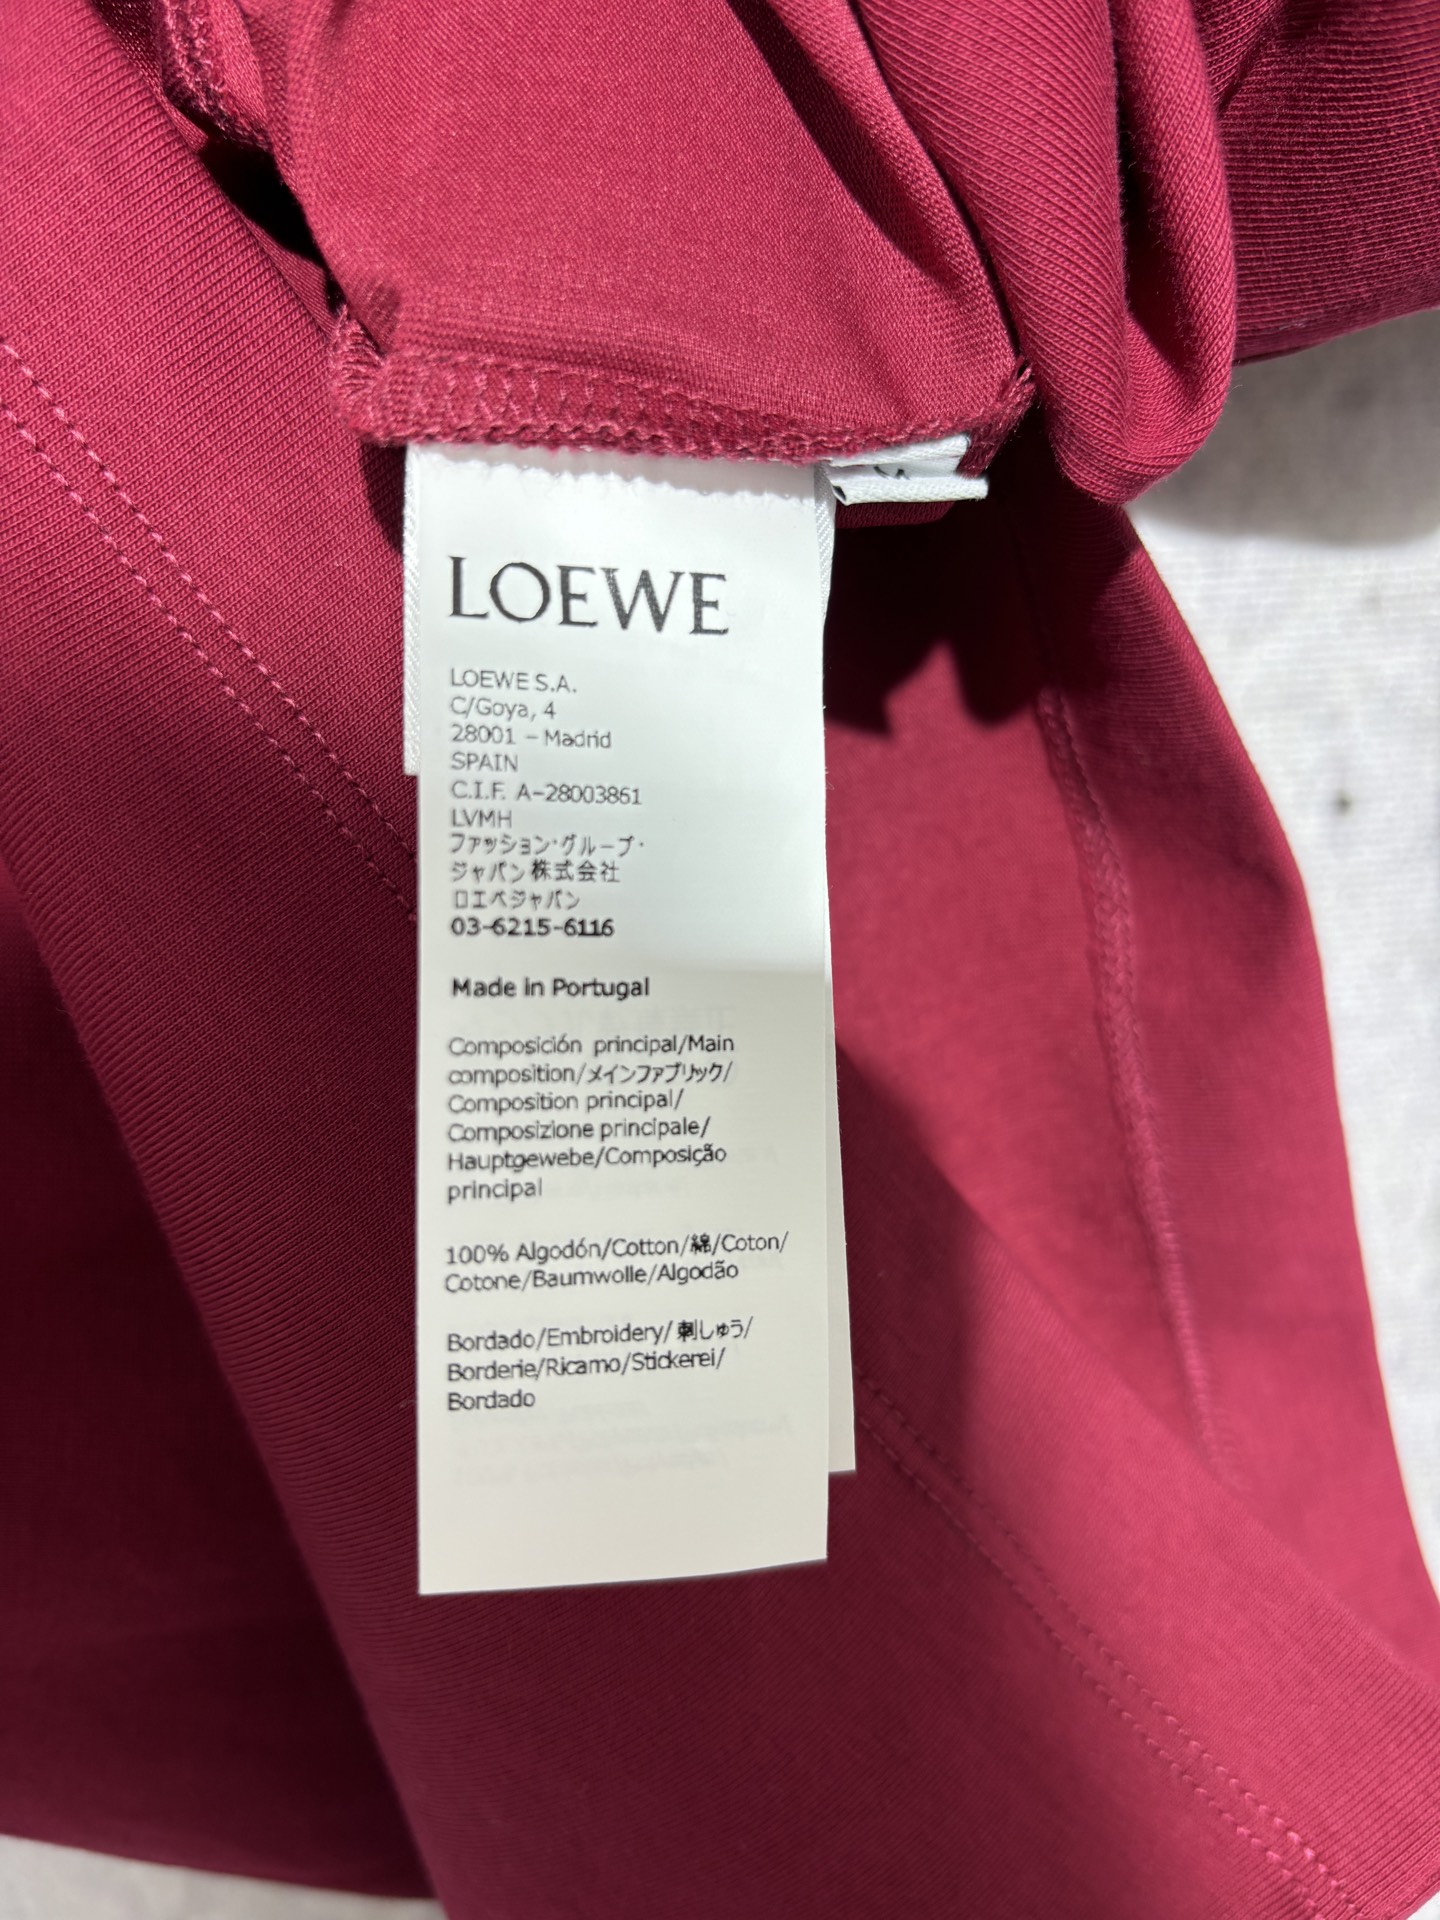 LOEWE
LOEWE S.A.
C/Goya, 4
28001 - Madrid
SPAIN
C.I.F. A-28003861
LVMH
ファッション・グループ・
ジャパン株式会社
ロエベジャパン
03-6215-6116
Made in Portugal
Composición principal/Main
composition/メインファブリック/
Composition principal/
Composizione principale/
Hauptgewebe/Composição
principal
100% Algodón/Cotton/綿/Coton/
Cotone/Baumwolle/Algodão
Bordado/Embroidery/刺しゅう/
Borderie/Ricamo/Stickerei/
Bordado